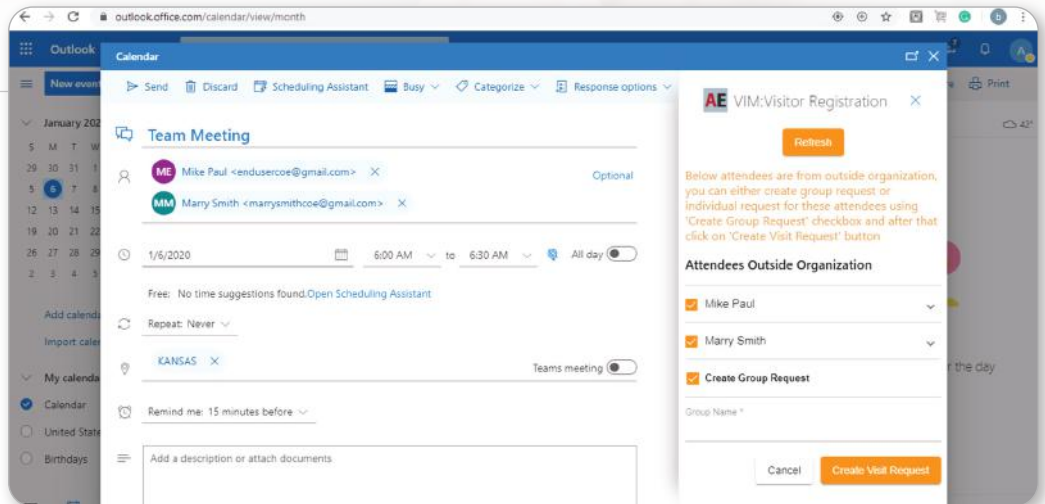 outlook.office.com/calendar/view/month
b
Outlook
A
Calendar
New event
Send Discard Scheduling Assistant Busy Categorize Response options
Print
42°
January 202
S M T W
29 30 31 1
5 6 7 8
12 13 14 15
19 20 21 22
26 27 28 29
2 3 4 5
Add calenda
Import caler
My calenda
Calendar
United State
Birthdays
Team Meeting
ME Mike Paul <endusercoe@gmail.com>
Optional
MM Marry Smith <marrysmithcoe@gmail.com>
1/6/2020 6:00 AM to 6:30 AM All day
Free: No time suggestions found.Open Scheduling Assistant
Repeat: Never
KANSAS
Teams meeting
Remind me: 15 minutes before
Add a description or attach documents
AE VIM:Visitor Registration
Refresh
Below attendees are from outside organization,
you can either create group request or
individual request for these attendees using
'Create Group Request' checkbox and after that
click on 'Create Visit Request' button
Attendees Outside Organization
Mike Paul
Marry Smith
Create Group Request
Group Name *
Cancel Create Visit Request
r the day